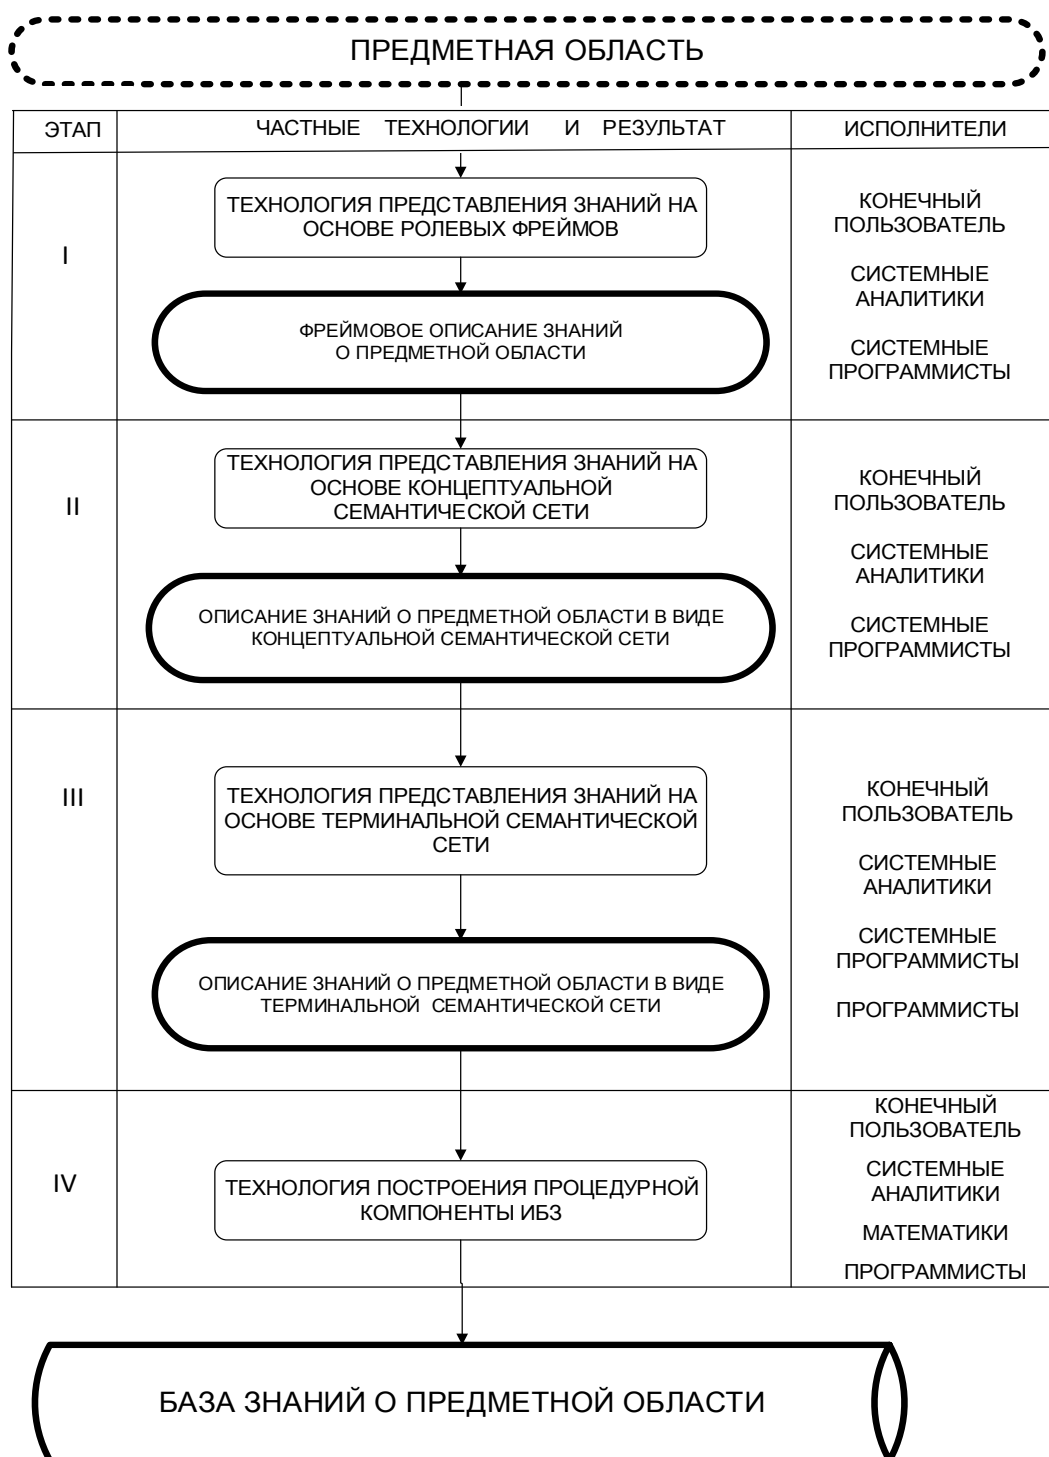 ПРЕДМЕТНАЯ ОБЛАСТЬ
ЭТАП
ЧАСТНЫЕ ТЕХНОЛОГИИ И РЕЗУЛЬТАТ
ИСПОЛНИТЕЛИ
I
ТЕХНОЛОГИЯ ПРЕДСТАВЛЕНИЯ ЗНАНИЙ НА
ОСНОВЕ РОЛЕВЫХ ФРЕЙМОВ
ФРЕЙМОВОЕ ОПИСАНИЕ ЗНАНИЙ
О ПРЕДМЕТНОЙ ОБЛАСТИ
КОНЕЧНЫЙ
ПОЛЬЗОВАТЕЛЬ
СИСТЕМНЫЕ
АНАЛИТИКИ
СИСТЕМНЫЕ
ПРОГРАММИСТЫ
II
ТЕХНОЛОГИЯ ПРЕДСТАВЛЕНИЯ ЗНАНИЙ НА
ОСНОВЕ КОНЦЕПТУАЛЬНОЙ
СЕМАНТИЧЕСКОЙ СЕТИ
ОПИСАНИЕ ЗНАНИЙ О ПРЕДМЕТНОЙ ОБЛАСТИ В ВИДЕ
КОНЦЕПТУАЛЬНОЙ СЕМАНТИЧЕСКОЙ СЕТИ
КОНЕЧНЫЙ
ПОЛЬЗОВАТЕЛЬ
СИСТЕМНЫЕ
АНАЛИТИКИ
СИСТЕМНЫЕ
ПРОГРАММИСТЫ
III
ТЕХНОЛОГИЯ ПРЕДСТАВЛЕНИЯ ЗНАНИЙ НА
ОСНОВЕ ТЕРМИНАЛЬНОЙ СЕМАНТИЧЕСКОЙ
СЕТИ
ОПИСАНИЕ ЗНАНИЙ О ПРЕДМЕТНОЙ ОБЛАСТИ В ВИДЕ
ТЕРМИНАЛЬНОЙ СЕМАНТИЧЕСКОЙ СЕТИ
КОНЕЧНЫЙ
ПОЛЬЗОВАТЕЛЬ
СИСТЕМНЫЕ
АНАЛИТИКИ
СИСТЕМНЫЕ
ПРОГРАММИСТЫ
ПРОГРАММИСТЫ
IV
ТЕХНОЛОГИЯ ПОСТРОЕНИЯ ПРОЦЕДУРНОЙ
КОМПОНЕНТЫ ИБЗ
КОНЕЧНЫЙ
ПОЛЬЗОВАТЕЛЬ
СИСТЕМНЫЕ
АНАЛИТИКИ
МАТЕМАТИКИ
ПРОГРАММИСТЫ
БАЗА ЗНАНИЙ О ПРЕДМЕТНОЙ ОБЛАСТИ